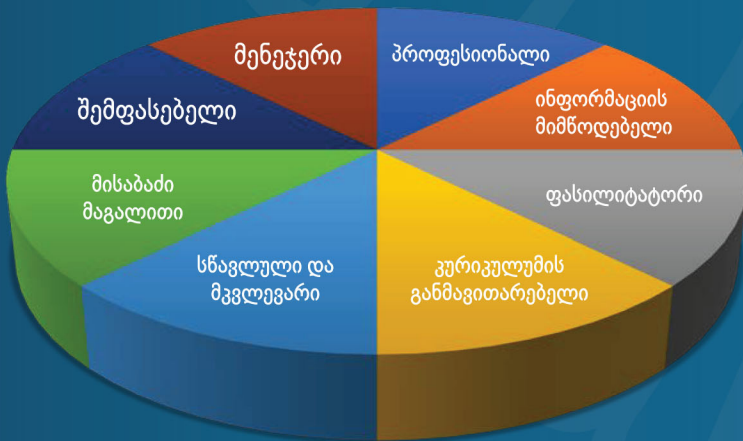 მენეჯერი
პროფესიონალი
ინფორმაციის
მიმწოდებელი
ფასილიტატორი
კურიკულუმის
განმავითარებელი
სწავლული და
მკვლევარი
მისაბაძი
მაგალითი
შემფასებელი